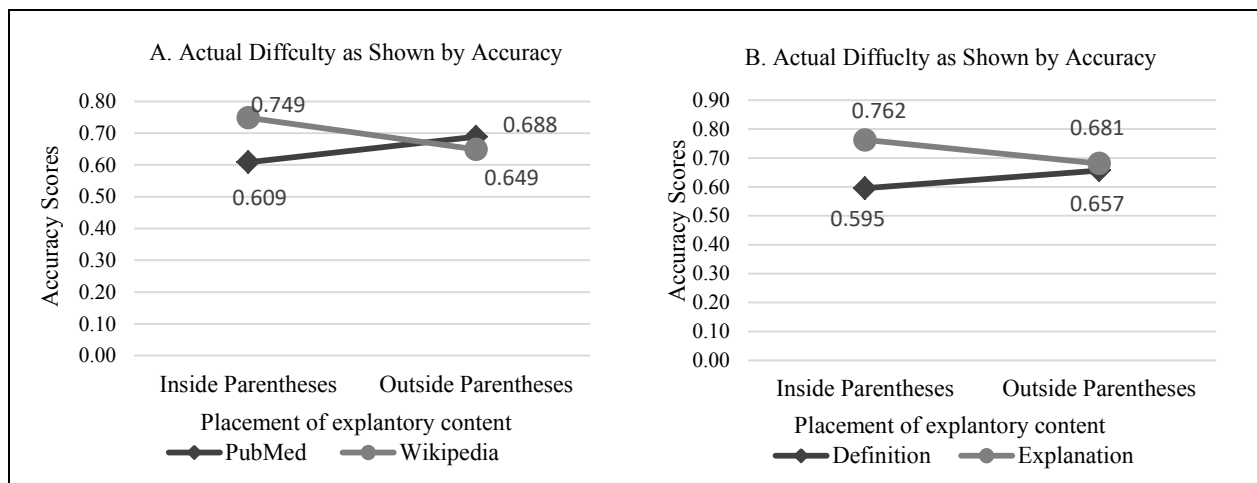 A. Actual Diffculty as Shown by Accuracy
0.80
0.70
0.60
0.50
0.40
0.30
0.20
0.10
0.00
Accuracy Scores
0.749
0.688
0.609
0.649
Inside Parentheses
Outside Parentheses
Placement of explantory content
PubMed
Wikipedia
B. Actual Diffuclty as Shown by Accuracy
0.90
0.80
0.70
0.60
0.50
0.40
0.30
0.20
0.10
0.00
Accuracy Scores
0.762
0.681
0.595
0.657
Inside Parentheses
Outside Parentheses
Placement of explantory content
Definition
Explanation